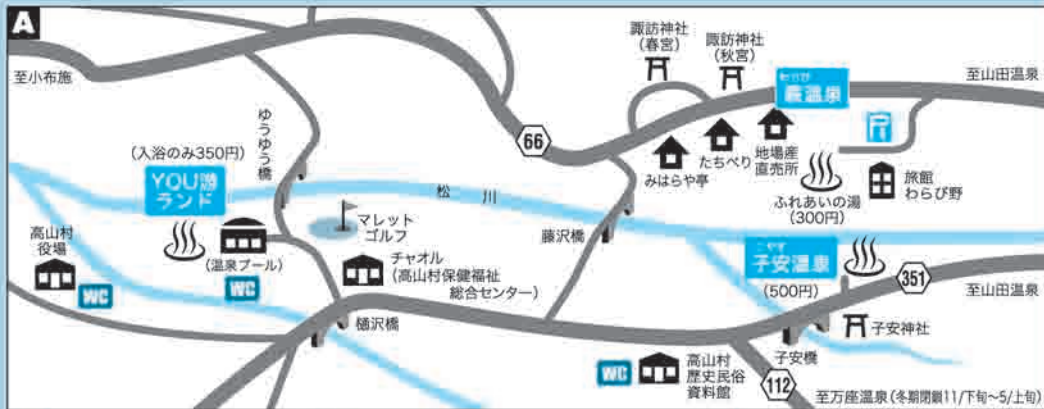 A
至小布施
諏訪神社
(春宮)
諏訪神社
(秋宮)
わらび
蕨温泉
至山田温泉
66
ゆうゆう橋
(入浴のみ350円)
YOU游
ランド
松川
みはらや亭
たちべり
地場産
直売所
ふれあいの湯
(300円)
旅館
わらび野
高山村
役場
WC
(温泉プール)
WC
マレット
ゴルフ
チャオル
(高山村保健福祉
総合センター)
藤沢橋
こやす
子安温泉
(500円)
351
至山田温泉
樋沢橋
子安神社
子安橋
WC
高山村
歴史民俗
資料館
112
至万座温泉(冬期閉鎖11/下旬~5/上旬)